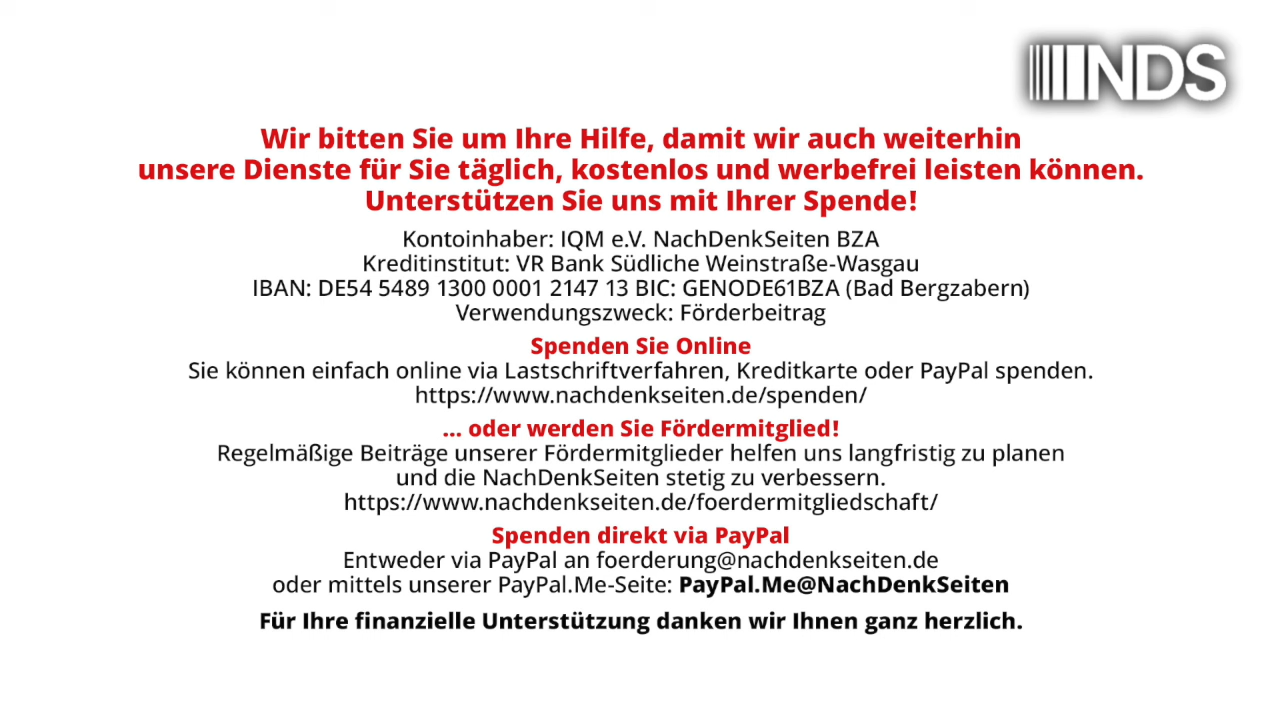 NDS
Wir bitten Sie um Ihre Hilfe, damit wir auch weiterhin
unsere Dienste für Sie täglich, kostenlos und werbefrei leisten können.
Unterstützen Sie uns mit Ihrer Spende!
Kontoinhaber: IQM e.V. NachDenkSeiten BZA
Kreditinstitut: VR Bank Südliche Weinstraße-Wasgau
IBAN: DE54 5489 1300 0001 2147 13 BIC: GENODE61BZA (Bad Bergzabern)
Verwendungszweck: Förderbeitrag
Spenden Sie Online
Sie können einfach online via Lastschriftverfahren, Kreditkarte oder PayPal spenden.
https://www.nachdenkseiten.de/spenden/
... oder werden Sie Fördermitglied!
Regelmäßige Beiträge unserer Fördermitglieder helfen uns langfristig zu planen
und die NachDenkSeiten stetig zu verbessern.
https://www.nachdenkseiten.de/foerdermitgliedschaft/
Spenden direkt via PayPal
Entweder via PayPal an foerderung@nachdenkseiten.de
oder mittels unserer PayPal.Me-Seite: PayPal.Me@NachDenkSeiten
Für Ihre finanzielle Unterstützung danken wir Ihnen ganz herzlich.